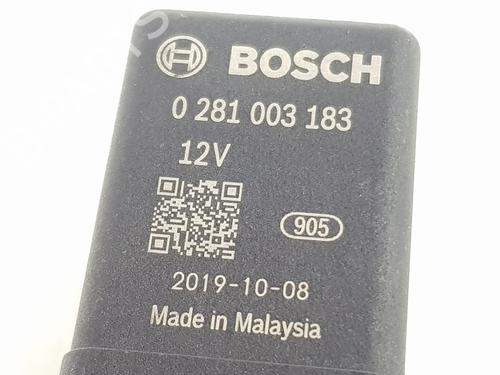 BOSCH
0 281 003 183
12V
905
2019-10-08
Made in Malaysia